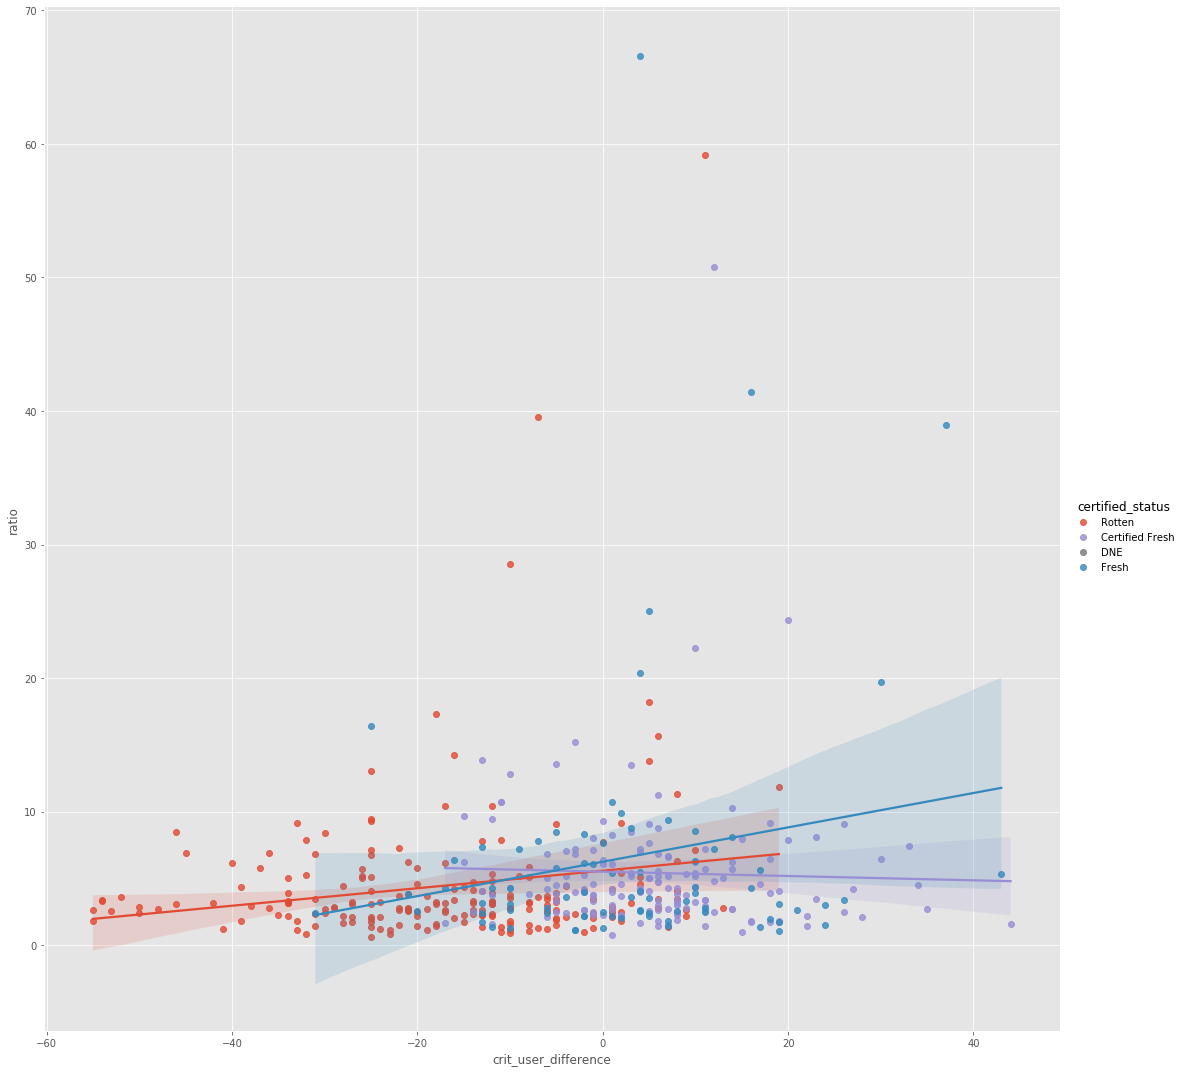 70
60
50
40
30
20
10
0
−60
−40
−20
0
20
40
crit_user_difference
ratio
certified_status
Rotten
Certified Fresh
DNE
Fresh